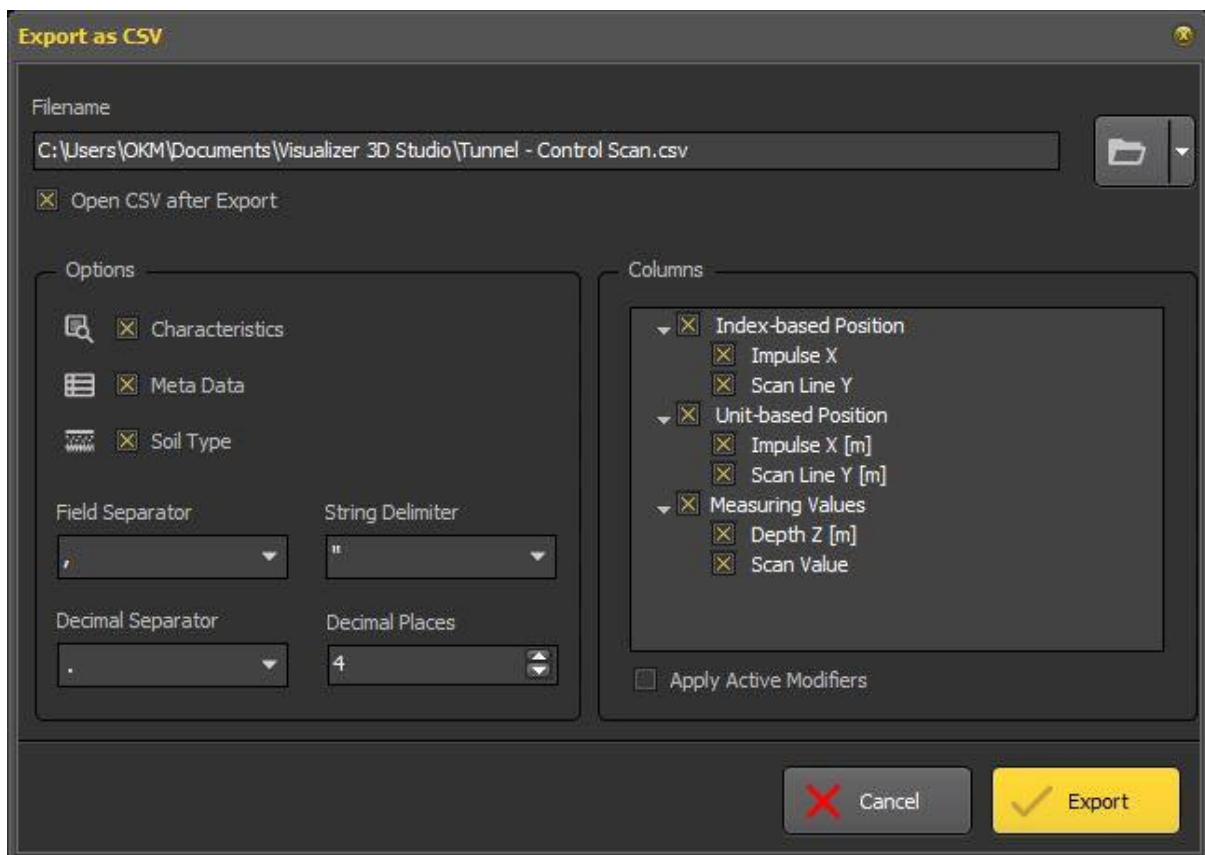 Export as CSV
Filename
C:\Users\OKM\Documents\Visualizer 3D Studio\Tunnel - Control Scan.csv
Open CSV after Export
Options
Characteristics
Meta Data
Soil Type
Field Separator
String Delimiter
,
"
Decimal Separator
Decimal Places
.
4
Columns
Index-based Position
Impulse X
Scan Line Y
Unit-based Position
Impulse X [m]
Scan Line Y [m]
Measuring Values
Depth Z [m]
Scan Value
Apply Active Modifiers
Cancel
Export